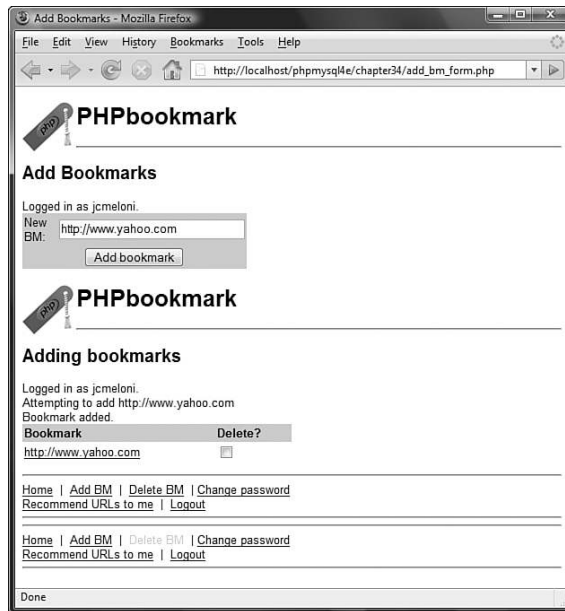 Add Bookmarks - Mozilla Firefox
File Edit View History Bookmarks Tools Help
http://localhost/phpmysql4e/chapter34/add_bm_form.php
php PHPbookmark
Add Bookmarks
Logged in as jcmeloni.
New BM: http://www.yahoo.com
Add bookmark
php PHPbookmark
Adding bookmarks
Logged in as jcmeloni.
Attempting to add http://www.yahoo.com
Bookmark added.
Bookmark Delete?
http://www.yahoo.com
Home | Add BM | Delete BM | Change password
Recommend URLs to me | Logout
Home | Add BM | Delete BM | Change password
Recommend URLs to me | Logout
Done